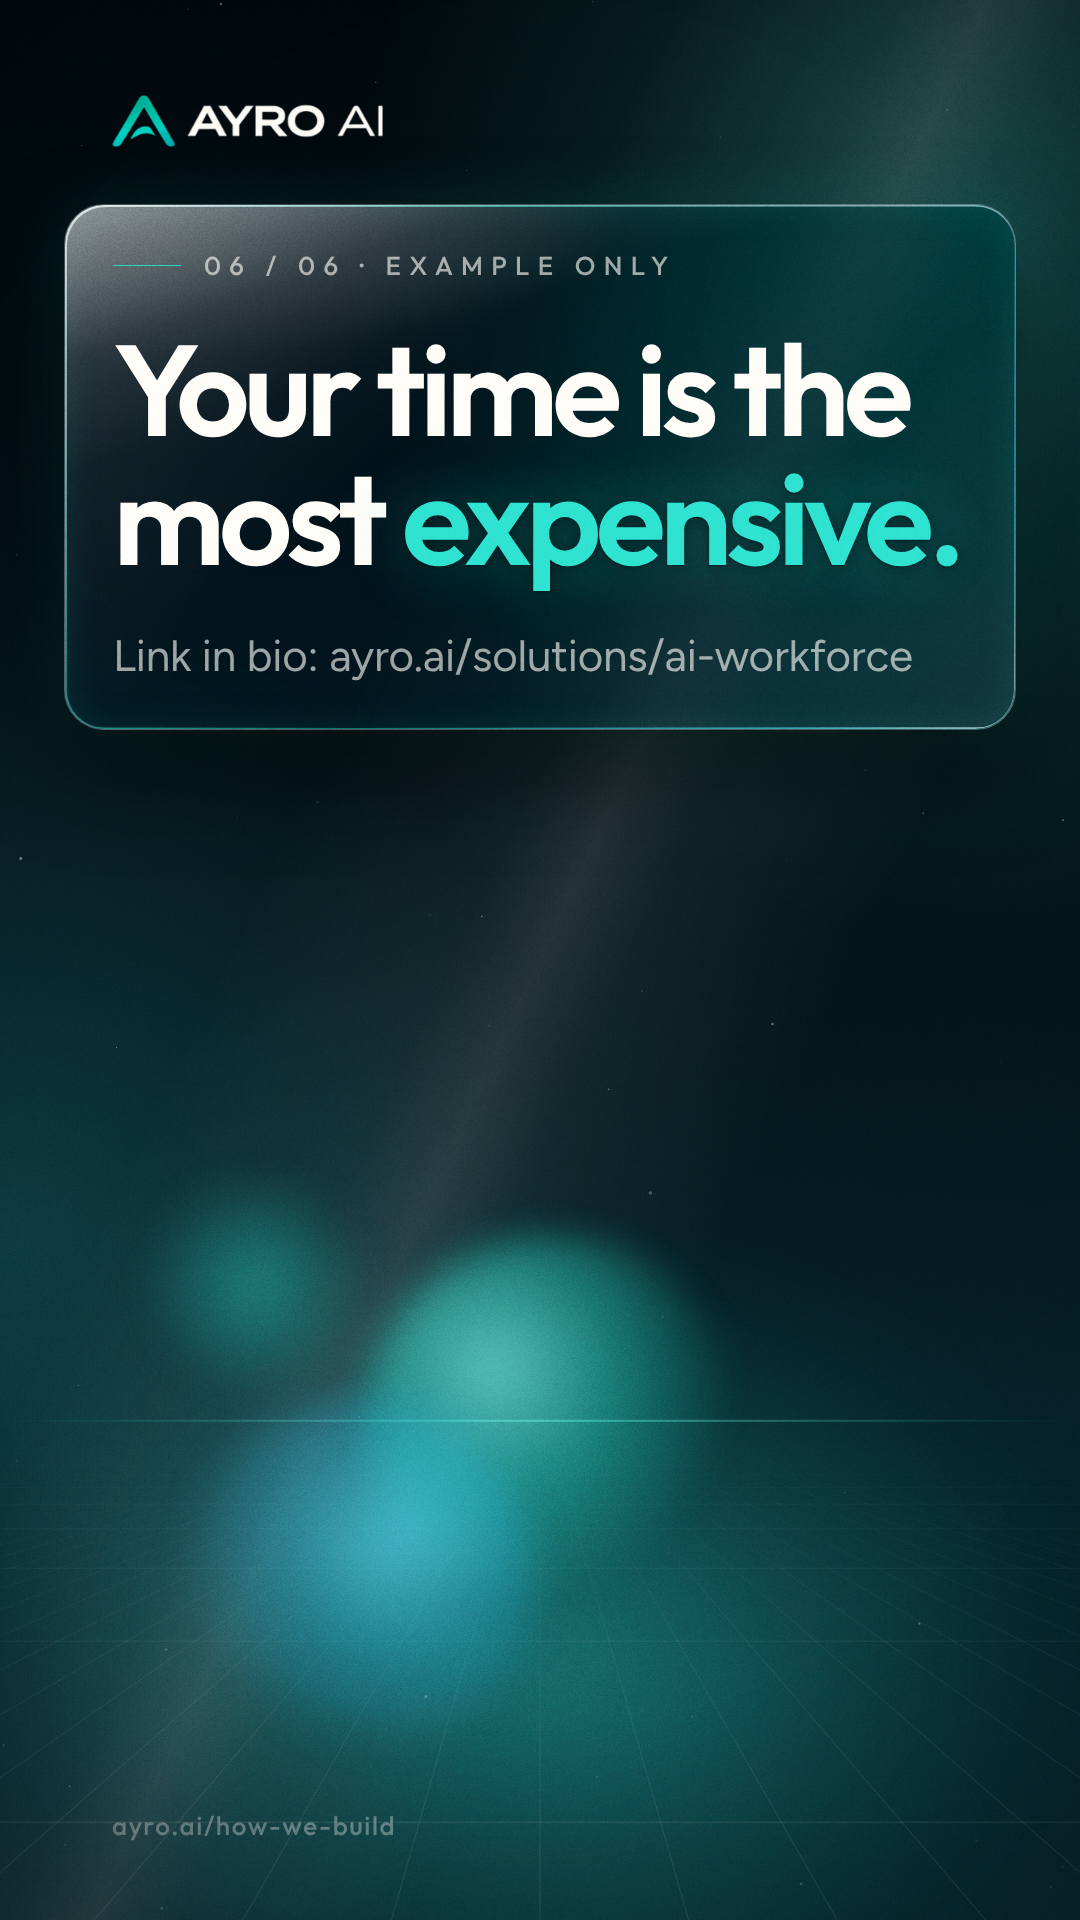 AYRO AI
06 / 06 · EXAMPLE ONLY
Your time is the
most expensive.
Link in bio: ayro.ai/solutions/ai-workforce
ayro.ai/how-we-build